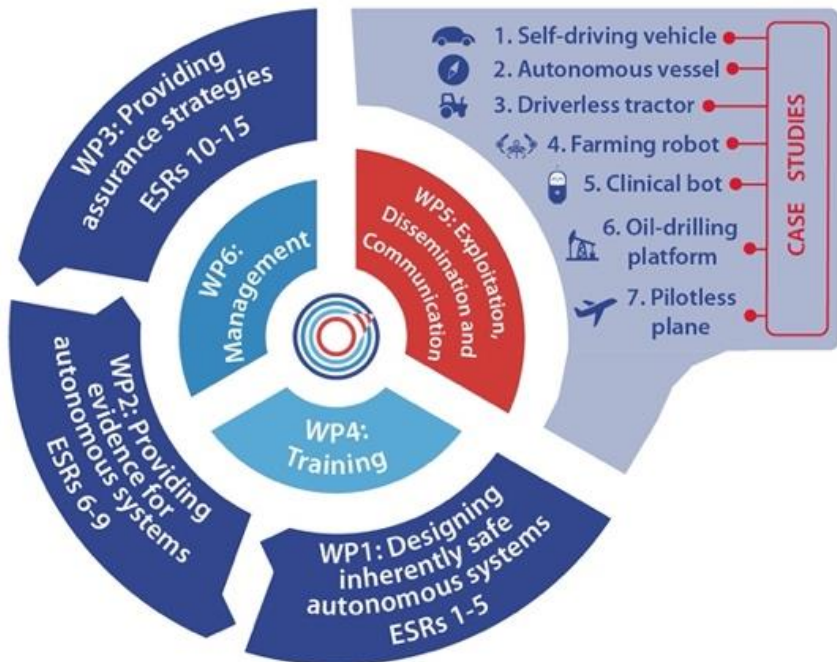 WP3: Providing
assurance strategies
ESRs 10-15
WP2: Providing
evidence for
autonomous systems
ESRs 6-9
WP1: Designing
inherently safe
autonomous systems
ESRs 1-5
WP6:
Management
WP5: Exploitation,
Dissemination and
Communication
WP4:
Training
1. Self-driving vehicle
2. Autonomous vessel
3. Driverless tractor
4. Farming robot
5. Clinical bot
6. Oil-drilling
platform
7. Pilotless
plane
CASE STUDIES